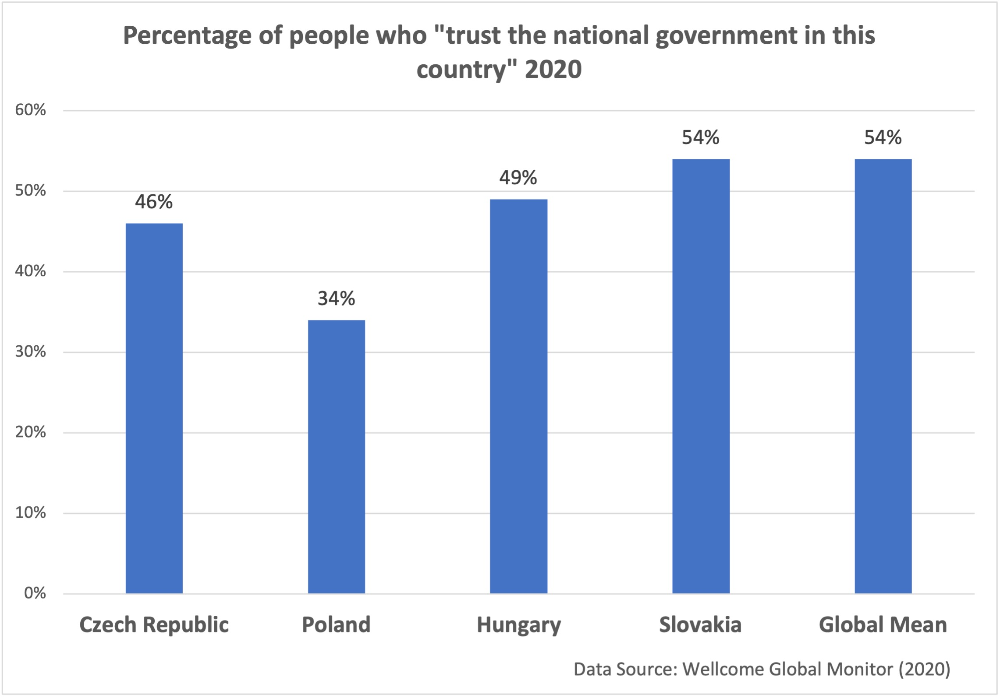 Percentage of people who "trust the national government in this
country" 2020
60%
50%
40%
30%
20%
10%
0%
46%
34%
49%
54%
54%
Czech Republic
Poland
Hungary
Slovakia
Global Mean
Data Source: Wellcome Global Monitor (2020)